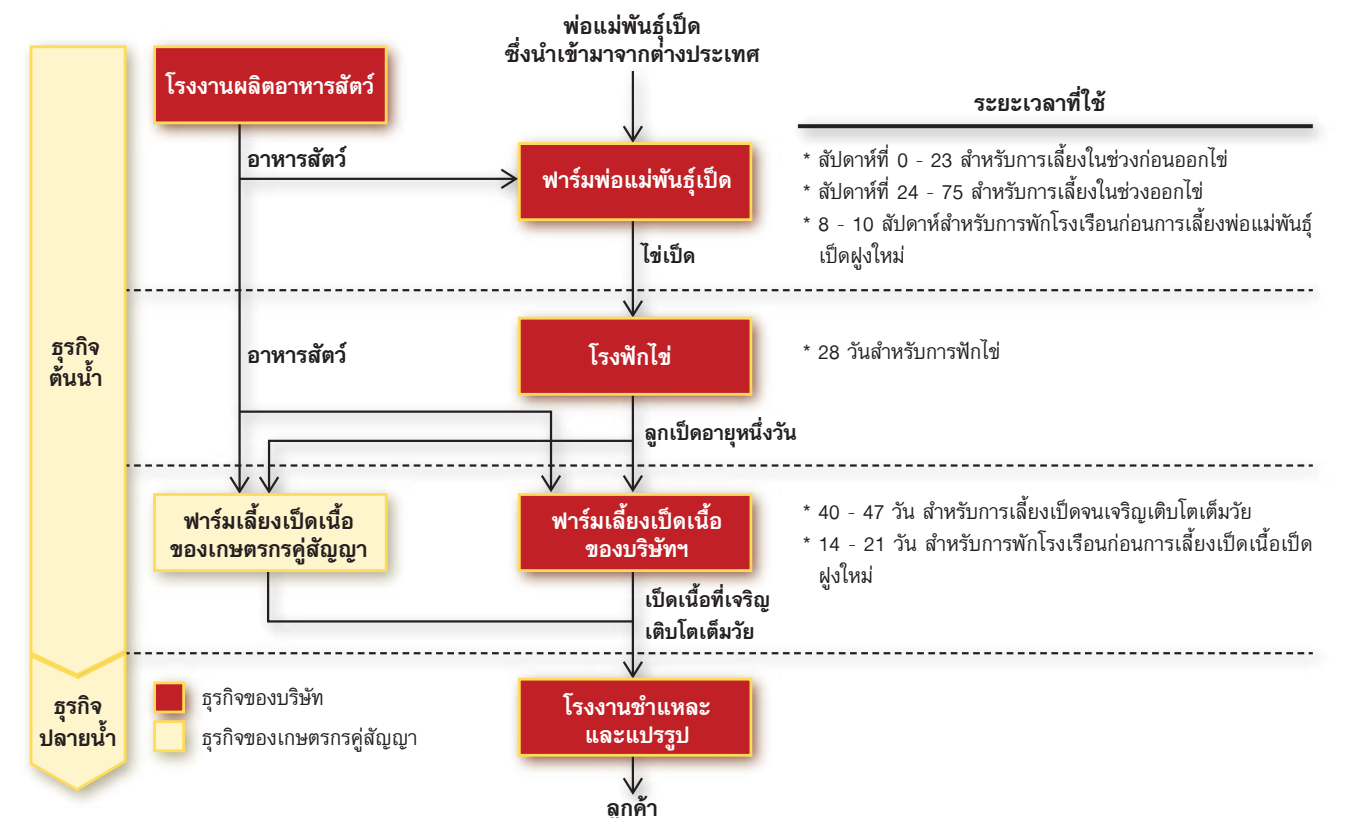 พ่อแม่พันธุ์เป็ด
ซึ่งนำเข้ามาจากต่างประเทศ
โรงงานผลิตอาหารสัตว์
ระยะเวลาที่ใช้
อาหารสัตว์
ฟาร์มพ่อแม่พันธุ์เป็ด
* สัปดาห์ที่ 0 - 23 สำหรับการเลี้ยงในช่วงก่อนออกไข่
* สัปดาห์ที่ 24 - 75 สำหรับการเลี้ยงในช่วงออกไข่
* 8 - 10 สัปดาห์สำหรับการพักโรงเรือนก่อนการเลี้ยงพ่อแม่พันธุ์
เป็ดฝูงใหม่
ไข่เป็ด
ธุรกิจ
ต้นน้ำ
อาหารสัตว์
โรงฟักไข่
* 28 วันสำหรับการฟักไข่
ลูกเป็ดอายุหนึ่งวัน
ฟาร์มเลี้ยงเป็ดเนื้อ
ของเกษตรกรคู่สัญญา
ฟาร์มเลี้ยงเป็ดเนื้อ
ของบริษัทฯ
* 40 - 47 วัน สำหรับการเลี้ยงเป็ดจนเจริญเติบโตเต็มวัย
* 14 - 21 วัน สำหรับการพักโรงเรือนก่อนการเลี้ยงเป็ดเนื้อเป็ด
ฝูงใหม่
เป็ดเนื้อที่เจริญ
เติบโตเต็มวัย
ธุรกิจ
ปลายน้ำ
ธุรกิจของบริษัท
ธุรกิจของเกษตรกรคู่สัญญา
โรงงานชำแหละ
และแปรรูป
ลูกค้า